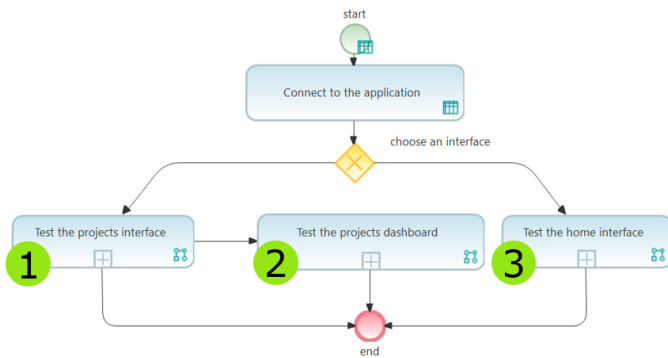 start
Connect to the application
choose an interface
Test the projects interface
Test the projects dashboard
Test the home interface
1
2
3
end